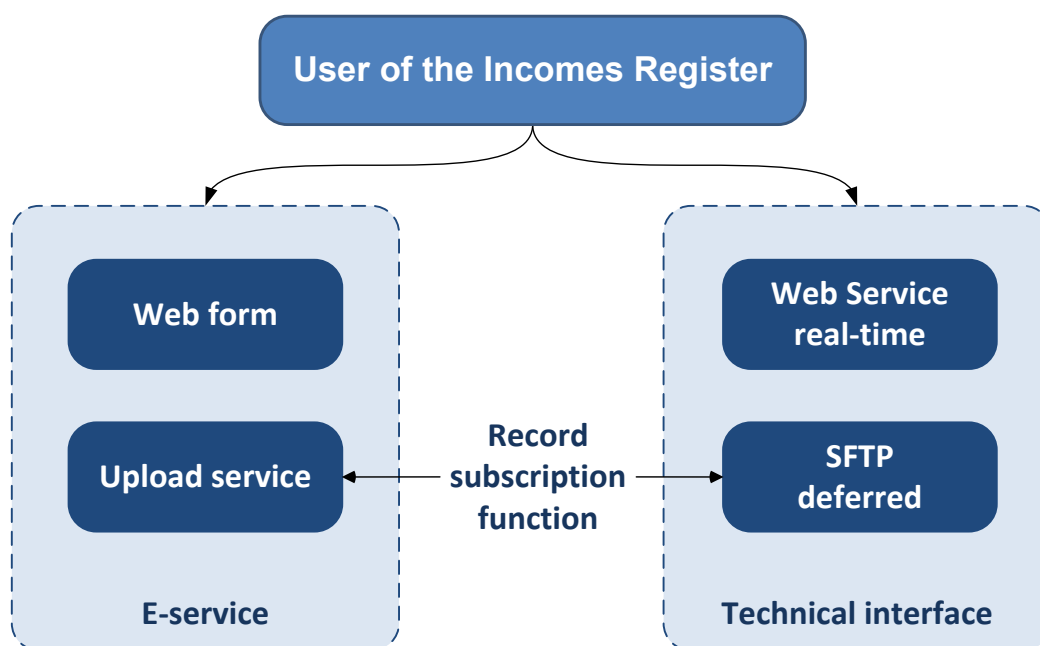 User of the Incomes Register
Web form
Upload service
E-service
Record
subscription
function
Web Service
real-time
SFTP
deferred
Technical interface